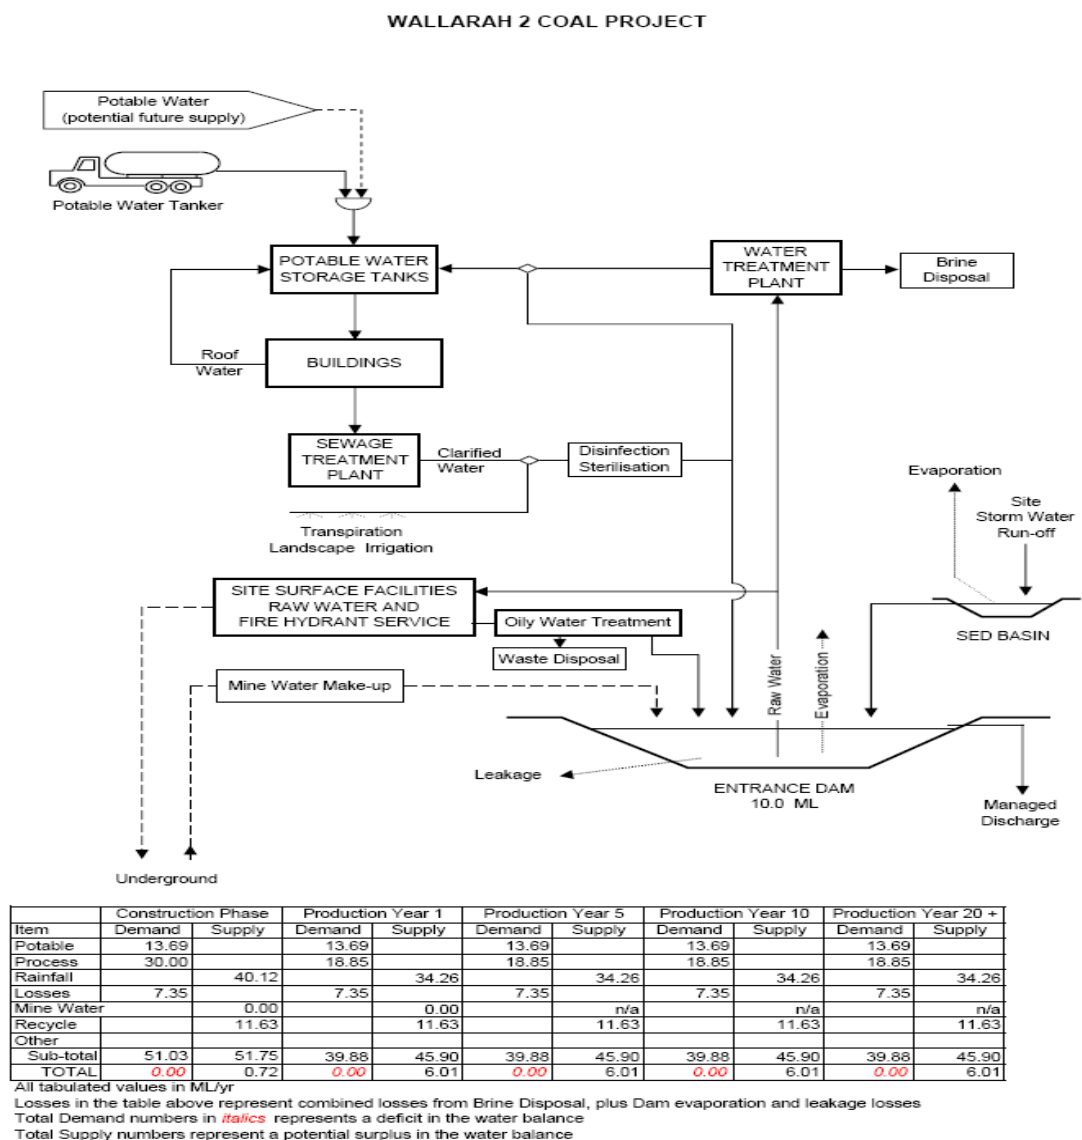 WALLARAH 2 COAL PROJECT
Potable Water
(potential future supply)
Potable Water Tanker
POTABLE WATER
STORAGE TANKS
WATER
TREATMENT
PLANT
Brine
Disposal
Roof
Water
BUILDINGS
SEWAGE
TREATMENT
PLANT
Clarified
Water
Disinfection
Sterilisation
Transpiration
Landscape Irrigation
Evaporation
Site
Storm Water
Run-off
SED BASIN
SITE SURFACE FACILITIES
RAW WATER AND
FIRE HYDRANT SERVICE
Oily Water Treatment
Waste Disposal
Mine Water Make-up
Raw Water
Evaporation
Leakage
ENTRANCE DAM
10.0 ML
Managed
Discharge
Underground
Construction Phase Production Year 1 Production Year 5 Production Year 10 Production Year 20 +
Item Demand Supply Demand Supply Demand Supply Demand Supply Demand Supply
Potable 13.69 13.69 13.69 13.69 13.69
Process 30.00 18.85 18.85 18.85 18.85
Rainfall 40.12 34.26 34.26 34.26 34.26
Losses 7.35 7.35 7.35 7.35 7.35
Mine Water 0.00 0.00 n/a n/a n/a
Recycle 11.63 11.63 11.63 11.63 11.63
Other
Sub-total 51.03 51.75 39.88 45.90 39.88 45.90 39.88 45.90 39.88 45.90
TOTAL 0.00 0.72 0.00 6.01 0.00 6.01 0.00 6.01 0.00 6.01
All tabulated values in ML/yr
Losses in the table above represent combined losses from Brine Disposal, plus Dam evaporation and leakage losses
Total Demand numbers in italics represents a deficit in the water balance
Total Supply numbers represent a potential surplus in the water balance